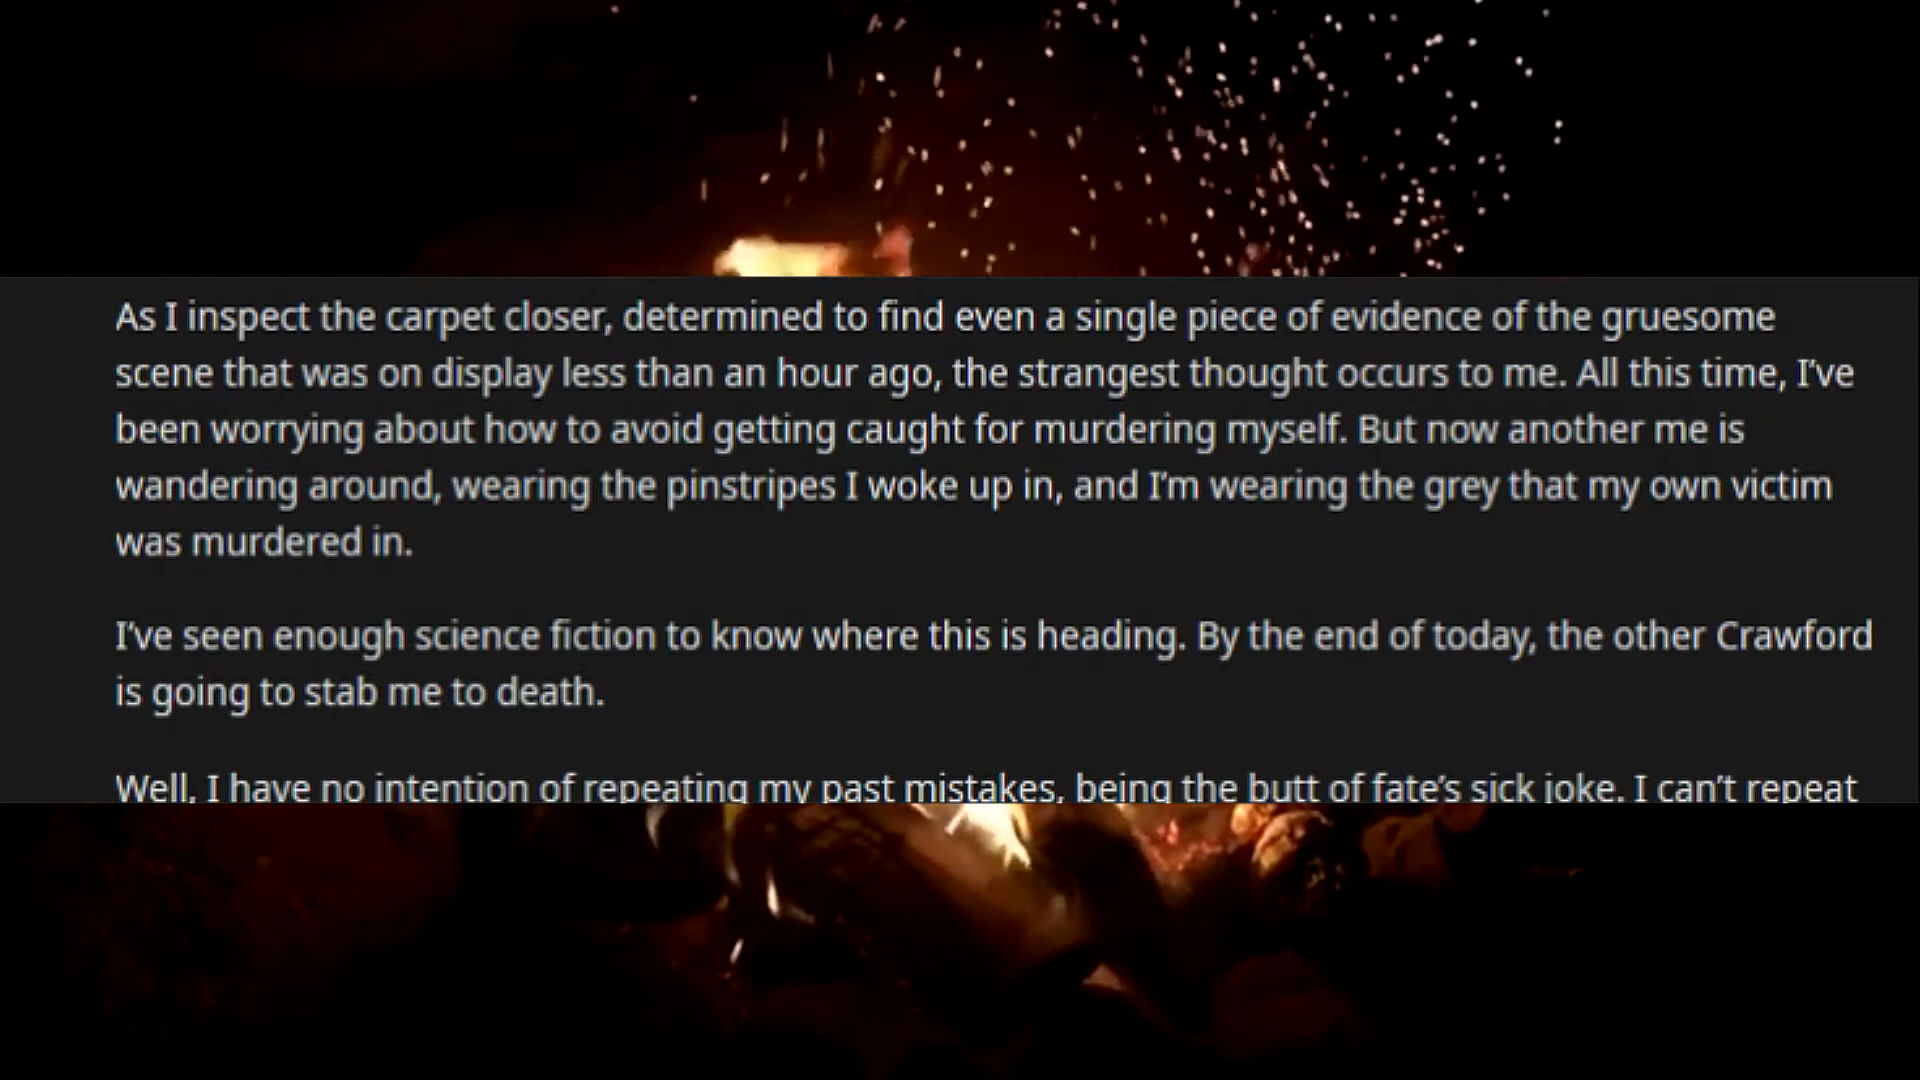 As I inspect the carpet closer, determined to find even a single piece of evidence of the gruesome
scene that was on display less than an hour ago, the strangest thought occurs to me. All this time, I’ve
been worrying about how to avoid getting caught for murdering myself. But now another me is
wandering around, wearing the pinstripes I woke up in, and I’m wearing the grey that my own victim
was murdered in.
I’ve seen enough science fiction to know where this is heading. By the end of today, the other Crawford
is going to stab me to death.
Well, I have no intention of repeating my past mistakes, being the butt of fate’s sick joke. I can’t repeat